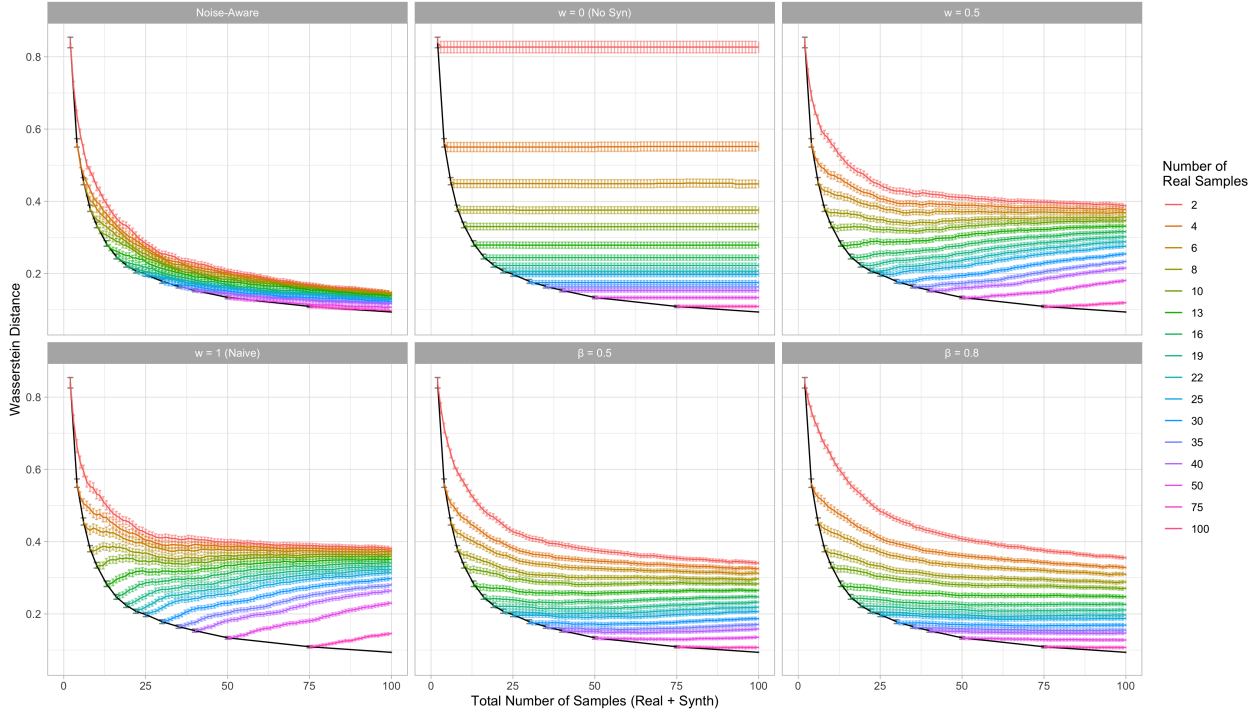 Noise-Aware
w = 0 (No Syn)
w = 0.5
0.8
0.6
0.4
0.2
w = 1 (Naive)
β = 0.5
β = 0.8
0.8
0.6
0.4
0.2
0 25 50 75 100
0 25 50 75 100
0 25 50 75 100
Wasserstein Distance
Total Number of Samples (Real + Synth)
Number of
Real Samples
2
4
6
8
10
13
16
19
22
25
30
35
40
50
75
100